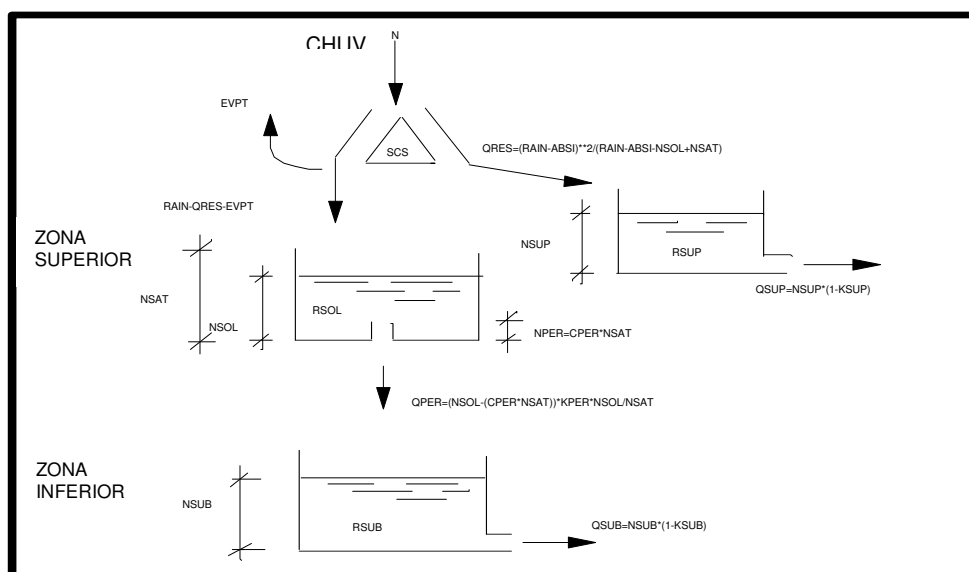 N
EVPT
SCS
QRES=(RAIN-ABSI)**2/(RAIN-ABSI-NSOL+NSAT)
RAIN-QRES-EVPT
ZONA
SUPERIOR
NSUP
RSUP
QSUP=NSUP*(1-KSUP)
NSAT
NSOL
RSOL
NPER=CPER*NSAT
QPER=(NSOL-(CPER*NSAT))*KPER*NSOL/NSAT
ZONA
INFERIOR
NSUB
RSUB
QSUB=NSUB*(1-KSUB)